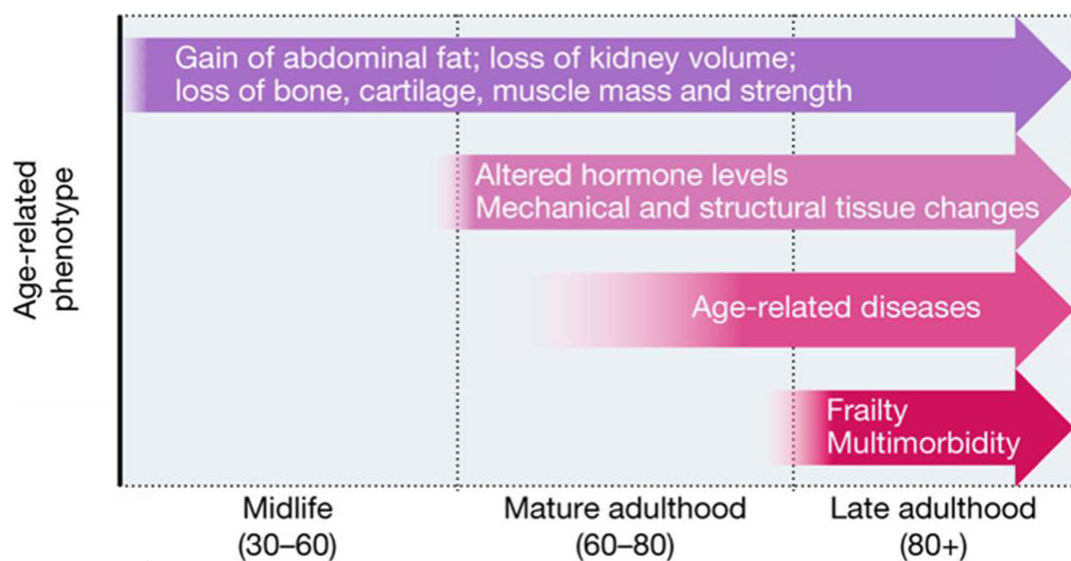 Age-related
phenotype
Gain of abdominal fat; loss of kidney volume;
loss of bone, cartilage, muscle mass and strength
Altered hormone levels
Mechanical and structural tissue changes
Age-related diseases
Frailty
Multimorbidity
Midlife
(30–60)
Mature adulthood
(60–80)
Late adulthood
(80+)